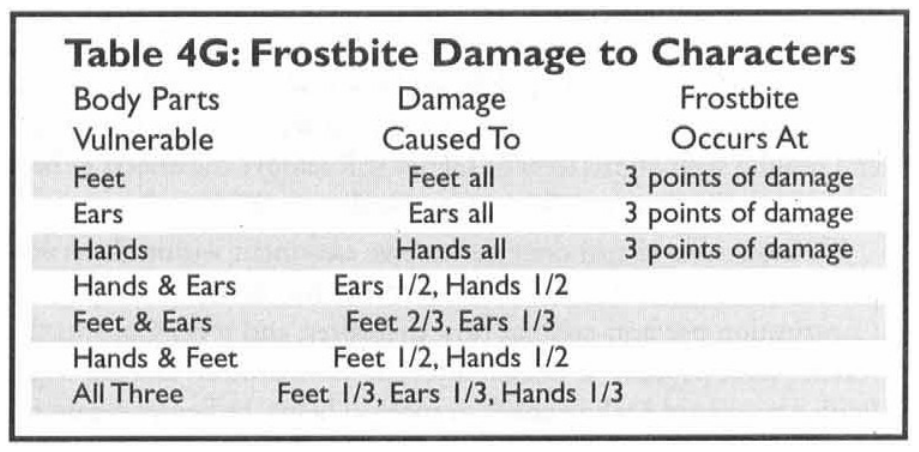 Table 4G: Frostbite Damage to Characters
Body Parts Damage Frostbite
Vulnerable Caused To Occurs At
Feet Feet all 3 points of damage
Ears Ears all 3 points of damage
Hands Hands all 3 points of damage
Hands & Ears Ears 1/2, Hands 1/2
Feet & Ears Feet 2/3, Ears 1/3
Hands & Feet Feet 1/2, Hands 1/2
All Three Feet 1/3, Ears 1/3, Hands 1/3